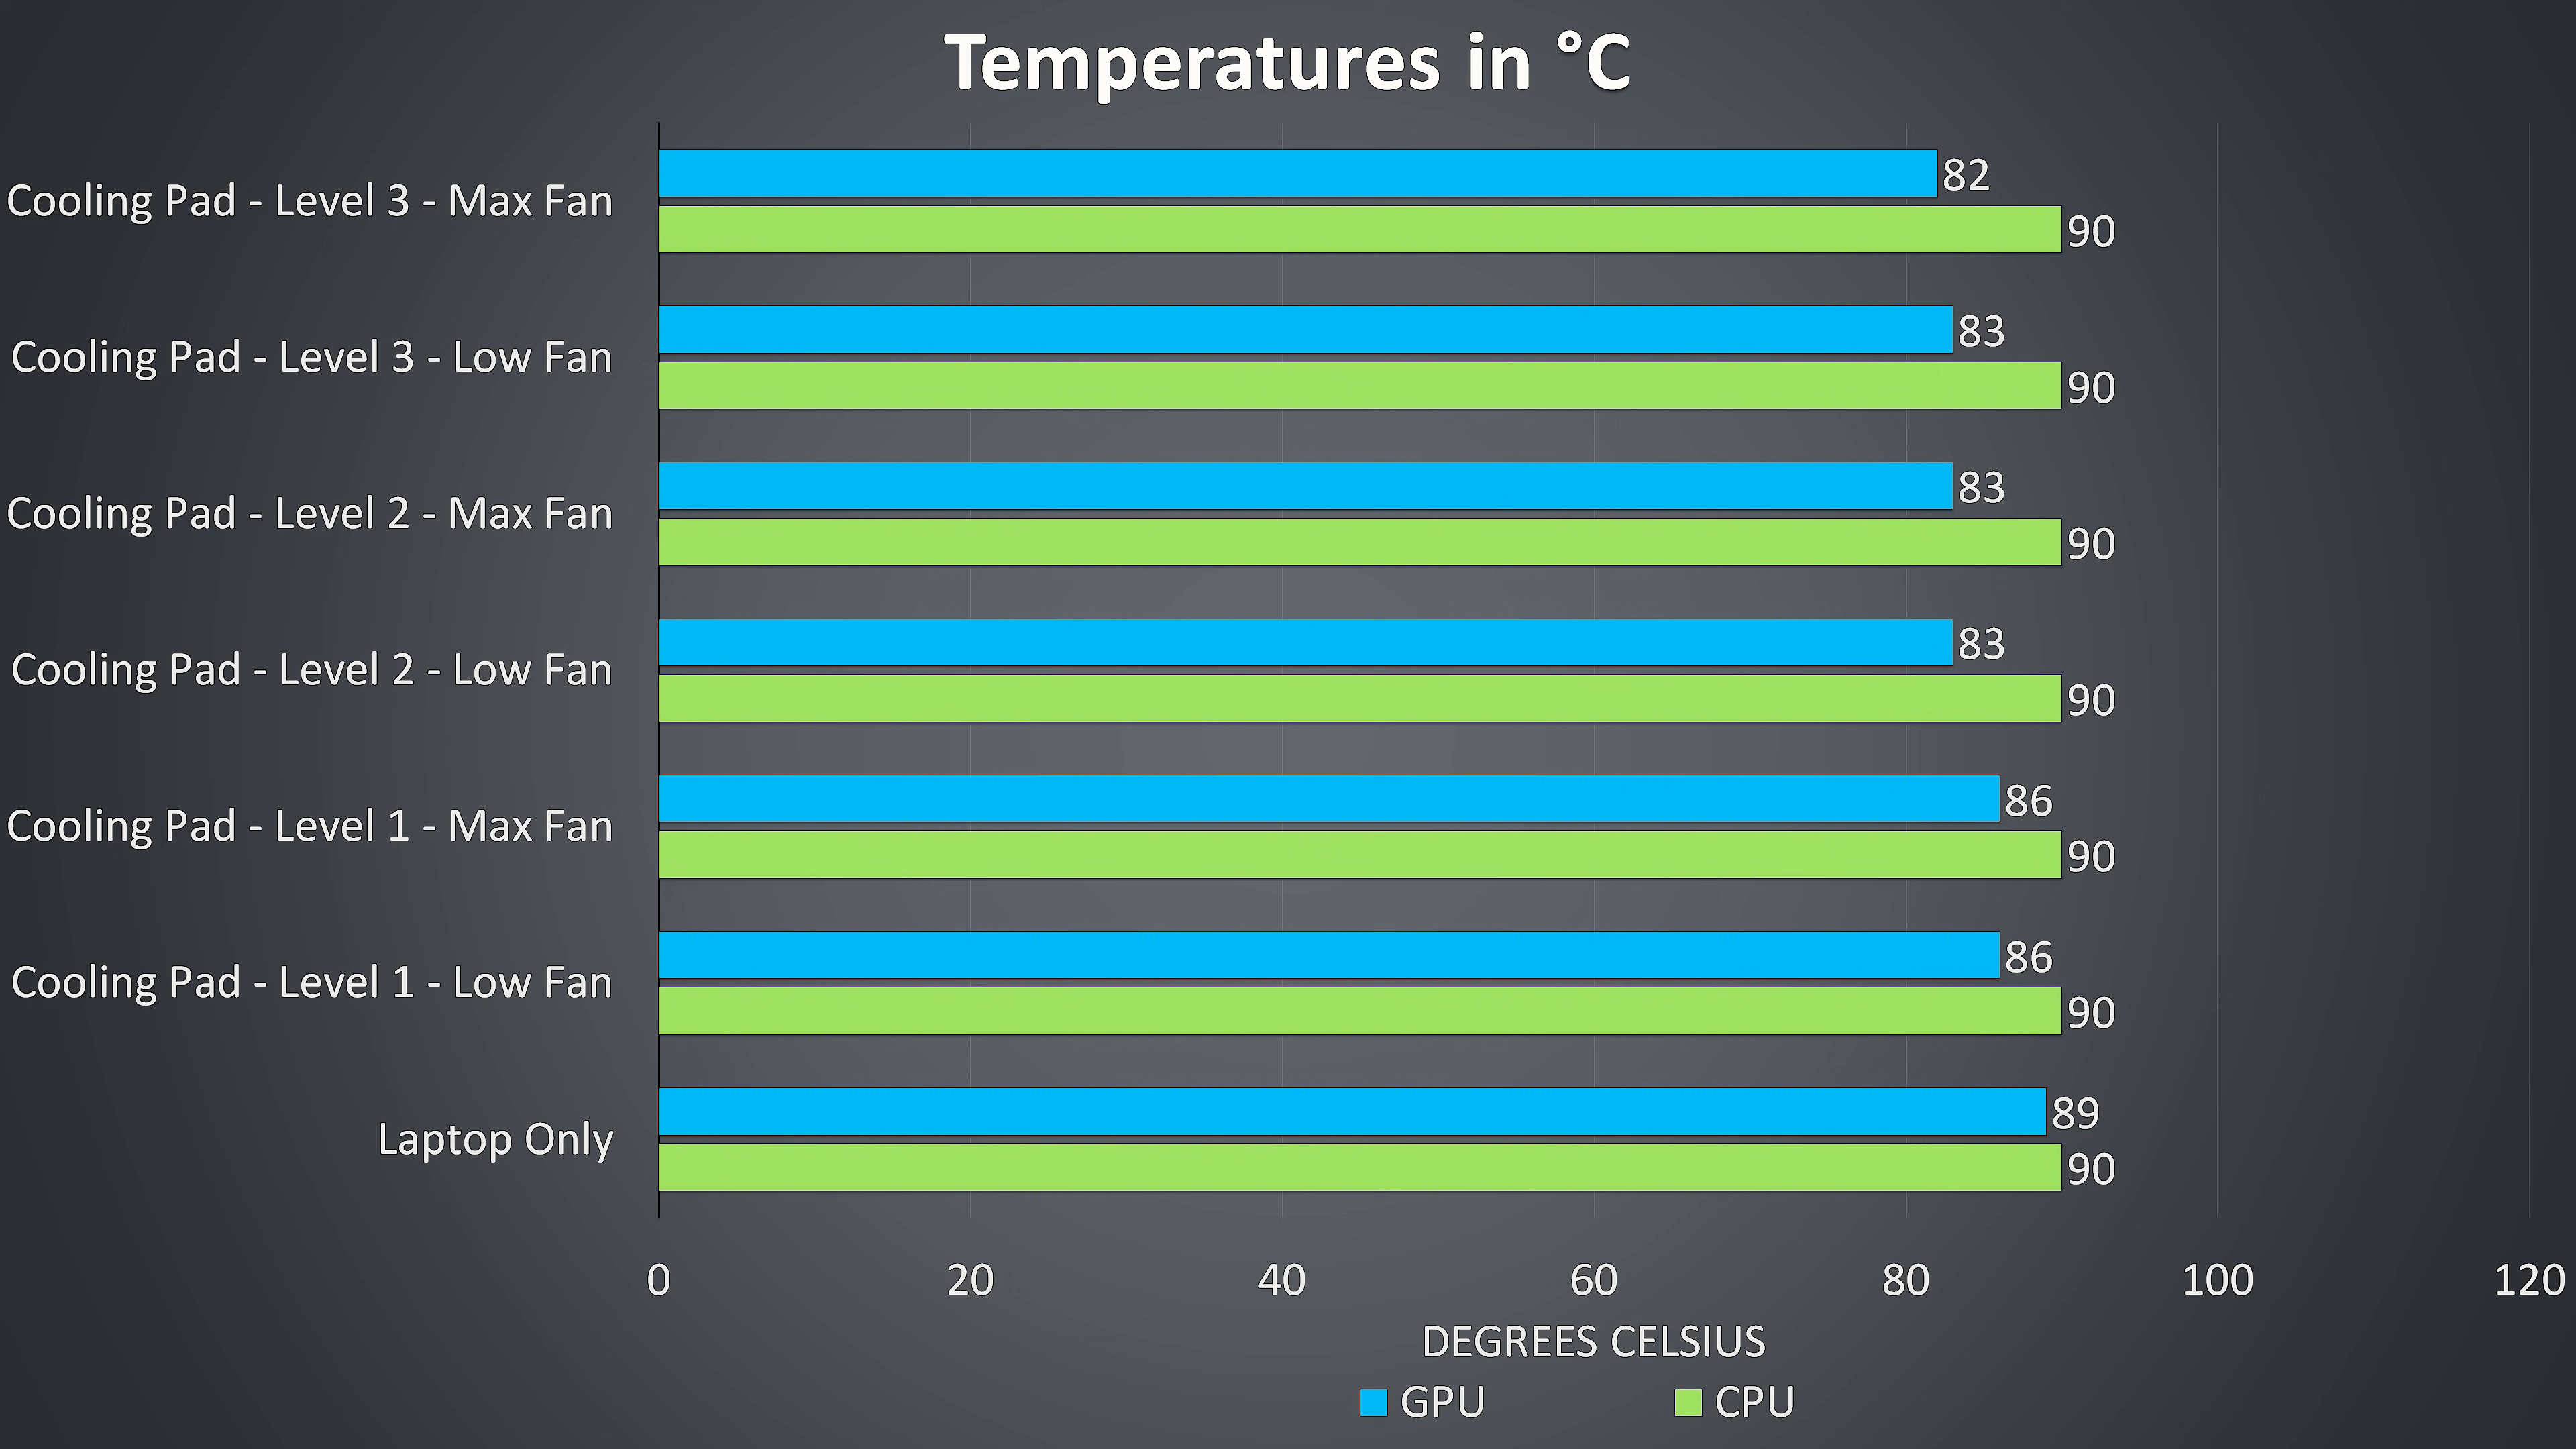 Temperatures in °C
Cooling Pad - Level 3 - Max Fan
82
90
Cooling Pad - Level 3 - Low Fan
83
90
Cooling Pad - Level 2 - Max Fan
83
90
Cooling Pad - Level 2 - Low Fan
83
90
Cooling Pad - Level 1 - Max Fan
86
90
Cooling Pad - Level 1 - Low Fan
86
90
Laptop Only
89
90
0 20 40 60 80 100 120
DEGREES CELSIUS
GPU CPU